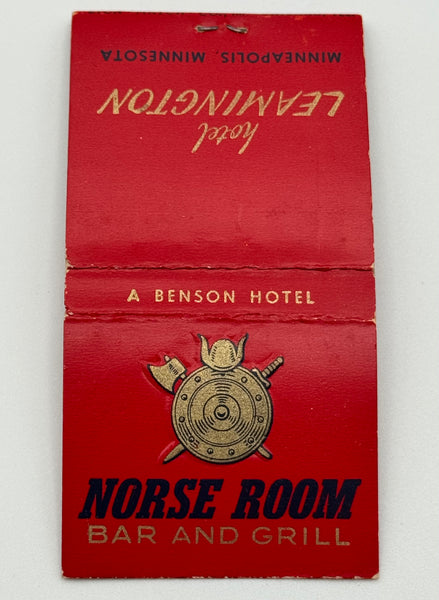 MINNEAPOLIS, MINNESOTA
LEAMINGTON
hotel
A BENSON HOTEL
NORSE ROOM
BAR AND GRILL